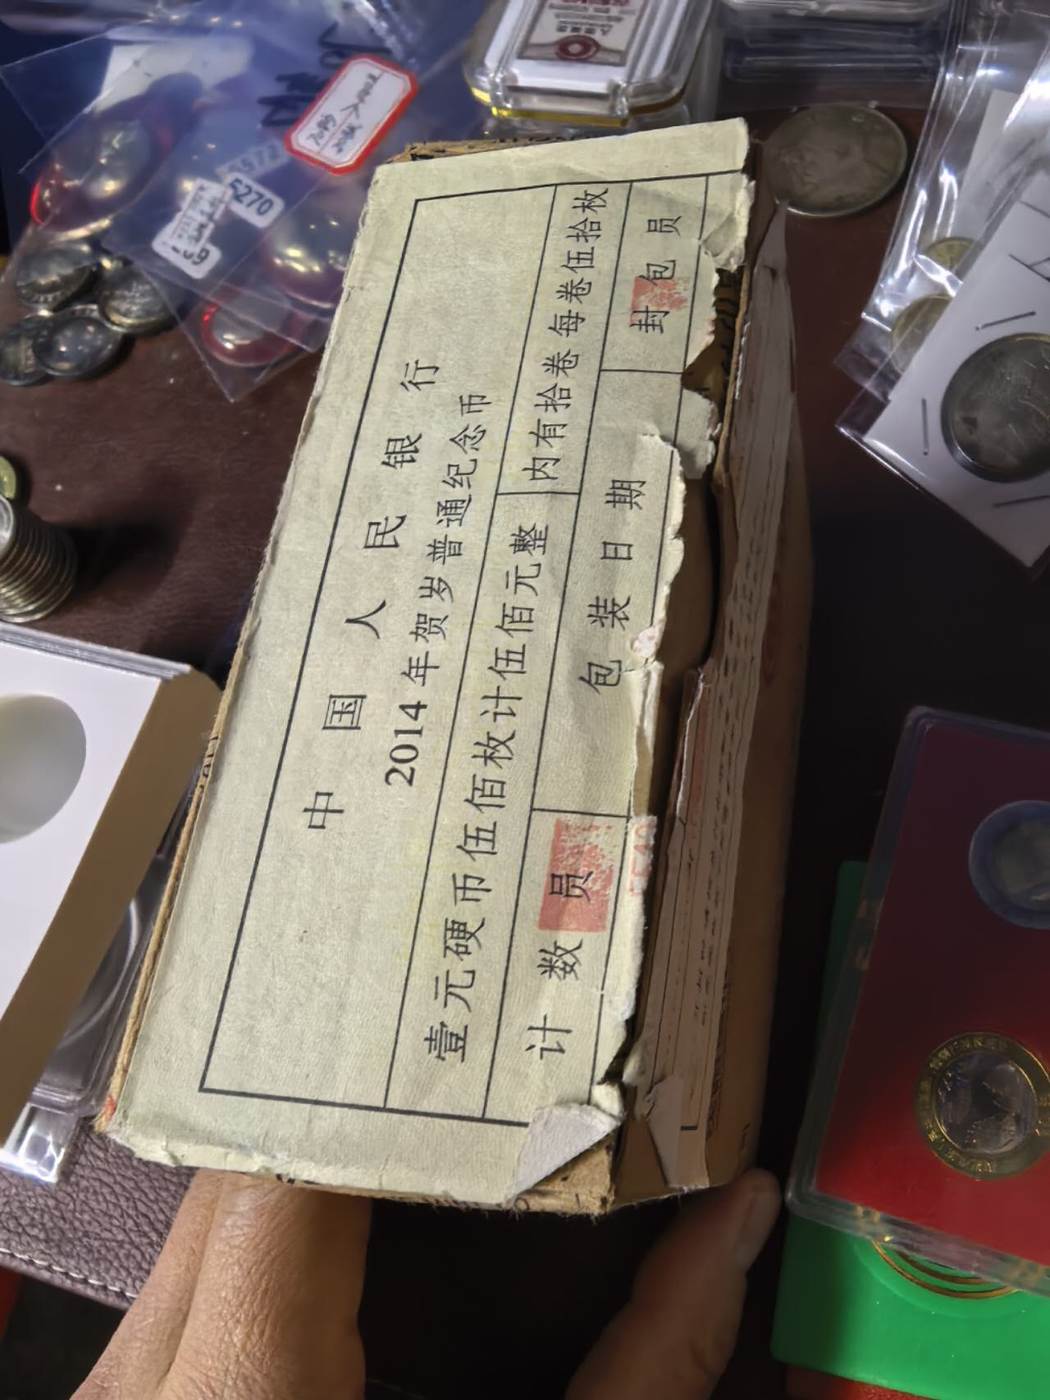 中国人民银行
2014年贺岁普通纪念币
壹元硬币伍佰枚计伍佰元整
内有拾卷每卷伍拾枚
计数员
包装日期
封包员
5270